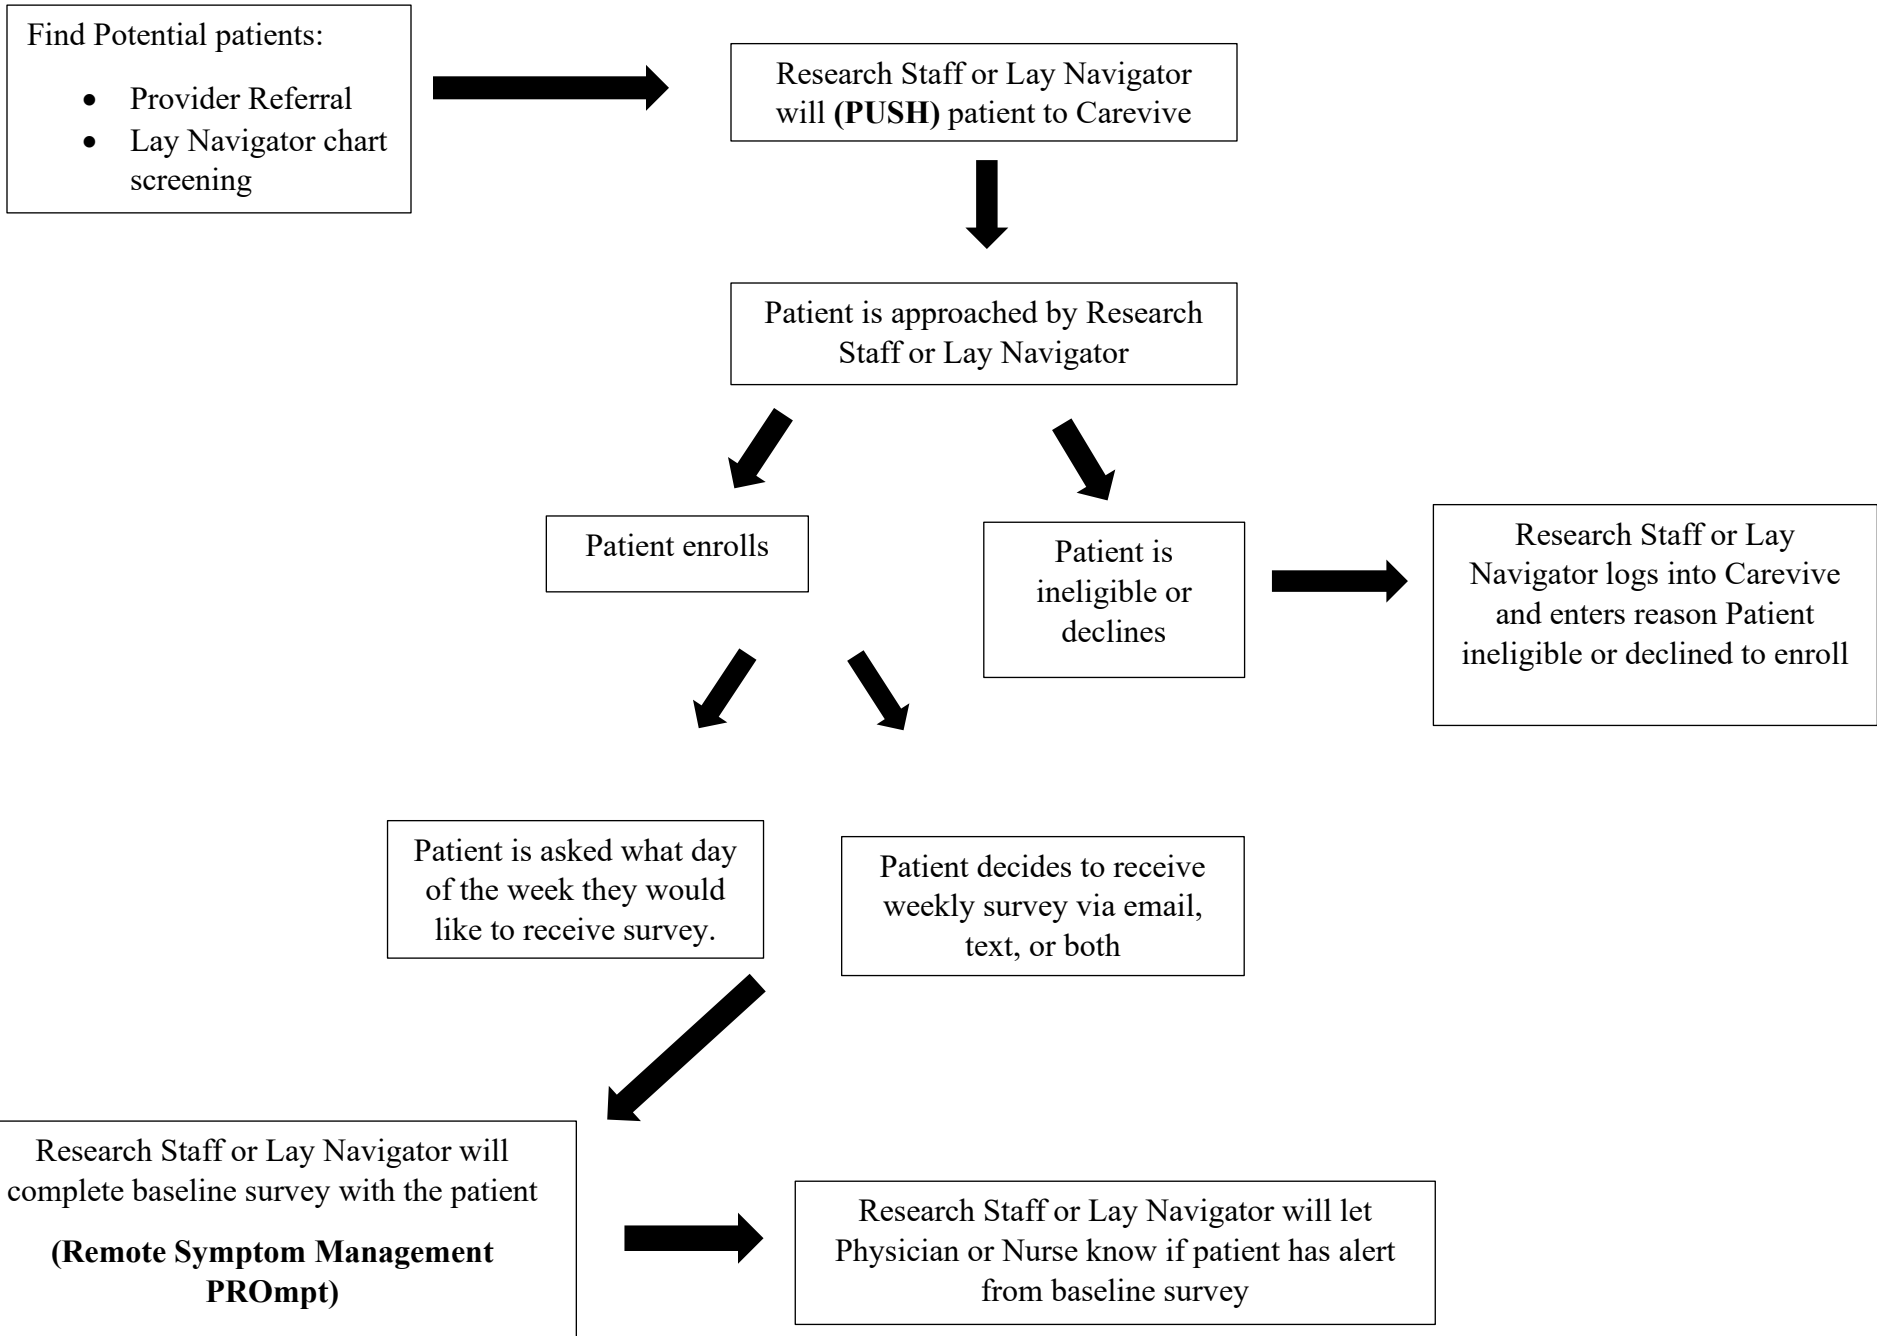 Find Potential patients:
• Provider Referral
• Lay Navigator chart
screening
Research Staff or Lay Navigator
will (PUSH) patient to Carevive
Patient is approached by Research
Staff or Lay Navigator
Patient enrolls
Patient is
ineligible or
declines
Research Staff or Lay
Navigator logs into Carevive
and enters reason Patient
ineligible or declined to enroll
Patient is asked what day
of the week they would
like to receive survey.
Patient decides to receive
weekly survey via email,
text, or both
Research Staff or Lay Navigator will
complete baseline survey with the patient
(Remote Symptom Management
PROmpt)
Research Staff or Lay Navigator will let
Physician or Nurse know if patient has alert
from baseline survey